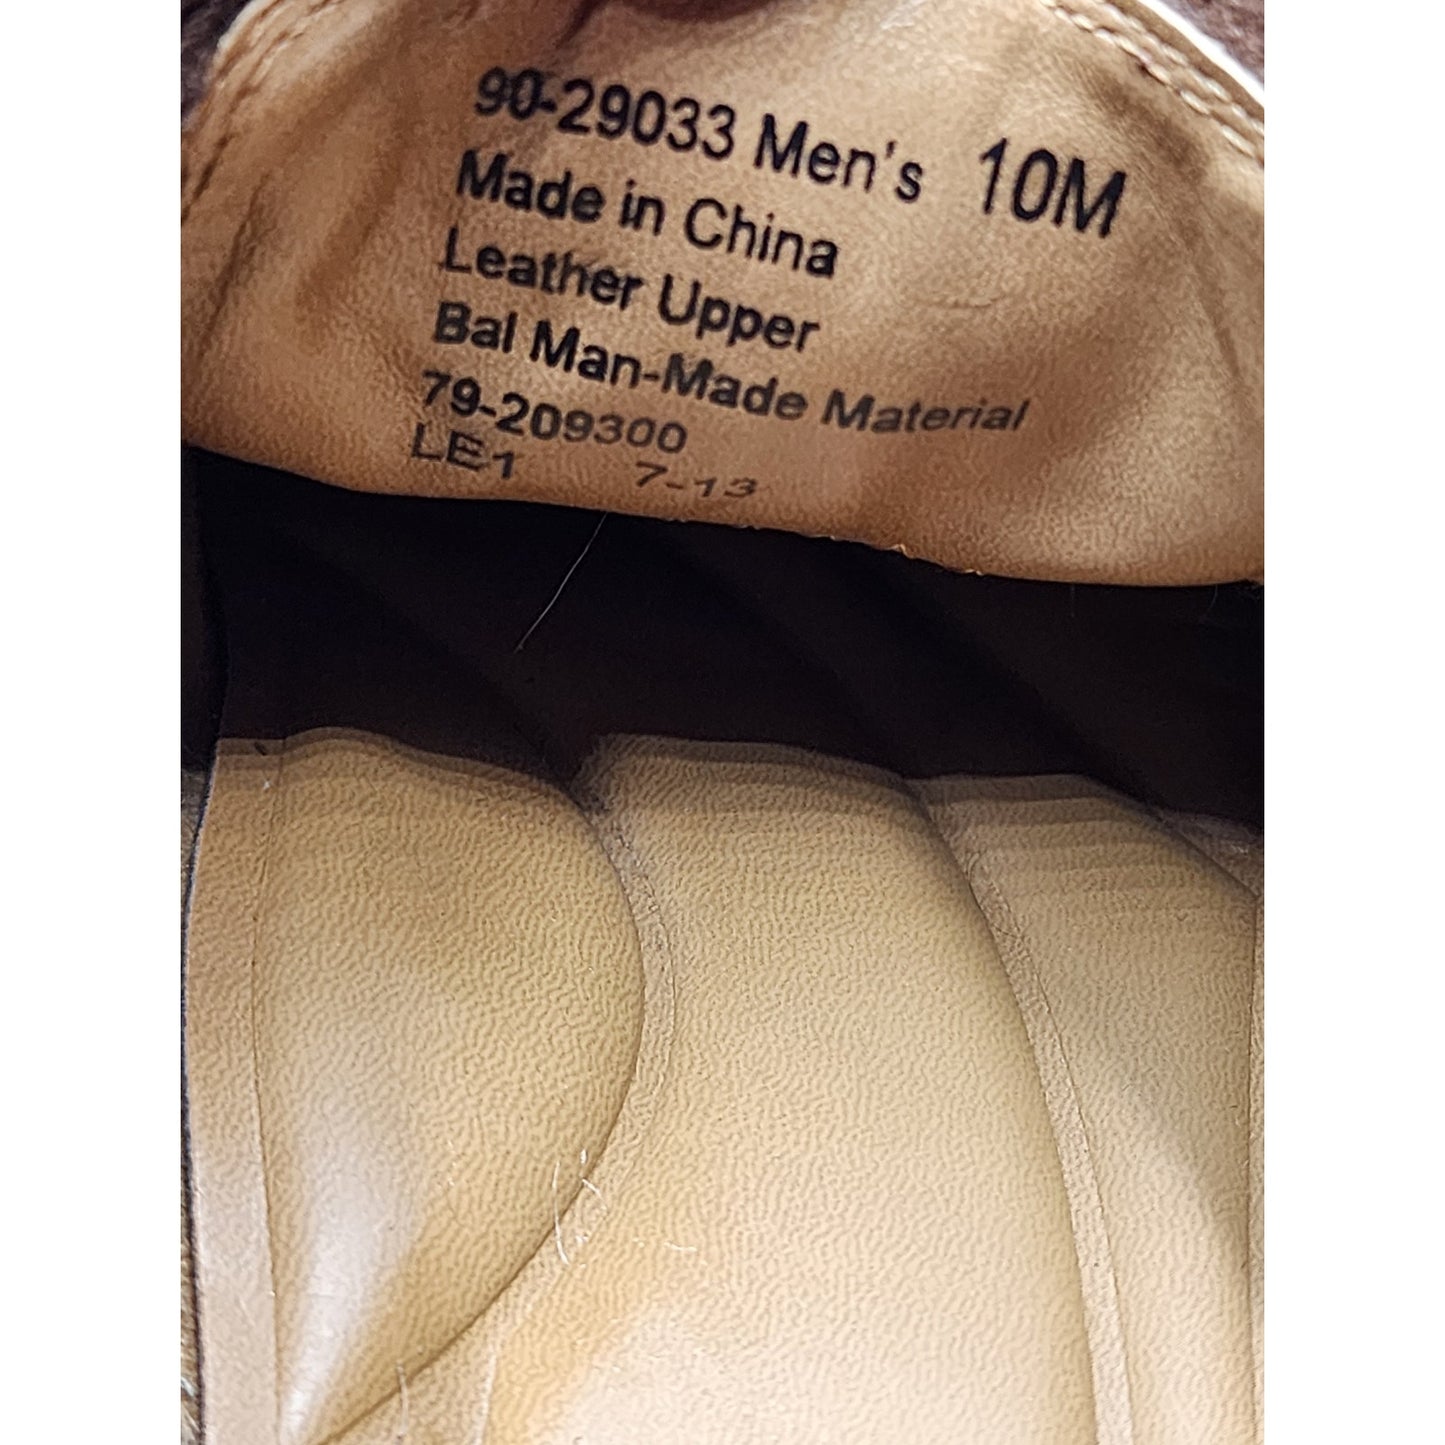 90-29033 Men's 10M
Made in China
Leather Upper
Bal Man-Made Material
79-209300
LE1 7-13